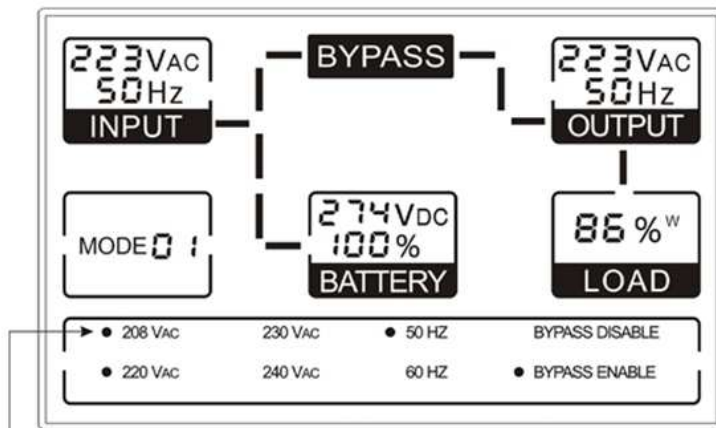 223VAC
50Hz
INPUT
BYPASS
223VAC
50Hz
OUTPUT
MODE 01
274VDC
100%
BATTERY
86%W
LOAD
● 208 VAC 230 VAC ● 50 HZ BYPASS DISABLE
● 220 VAC 240 VAC 60 HZ ● BYPASS ENABLE